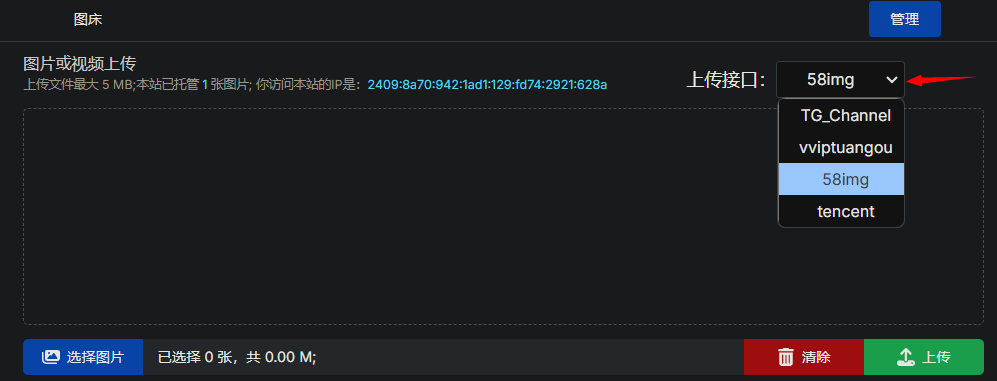 图床
管理
图片或视频上传
上传文件最大 5 MB;本站已托管 1 张图片; 你访问本站的IP是：2409:8a70:942:1ad1:129:fd74:2921:628a
上传接口：
58img
TG_Channel
vviptuangou
58img
tencent
选择图片
已选择 0 张，共 0.00 M;
清除
上传